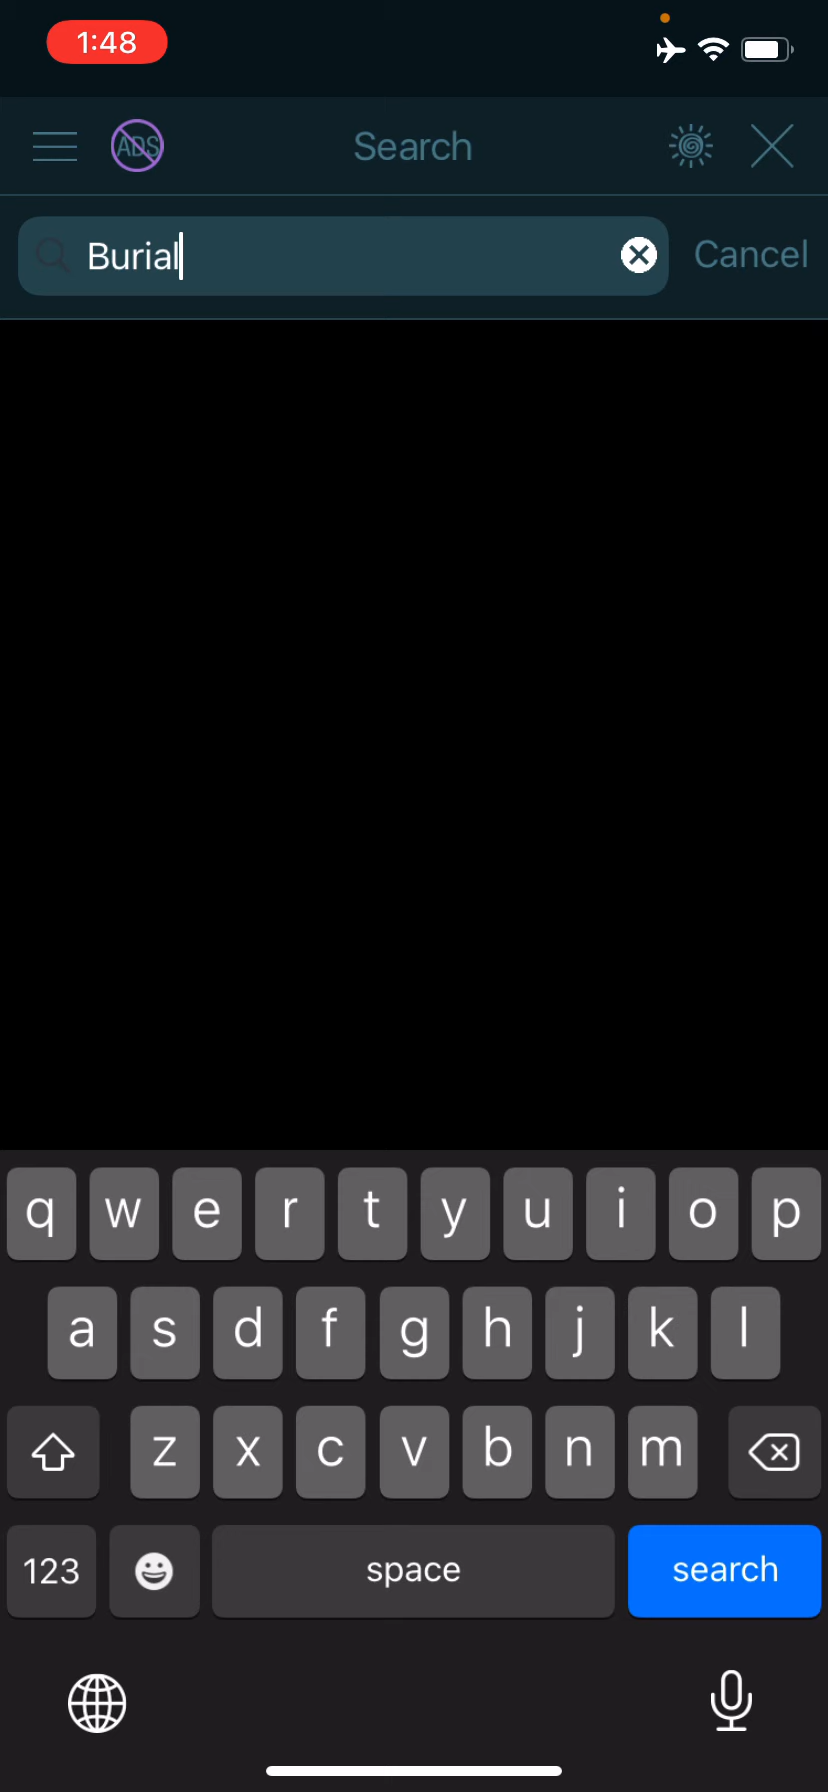 1:48
ADS
Search
Burial
Cancel
q w e r t y u i o p
a s d f g h j k l
z x c v b n m
123
space
search